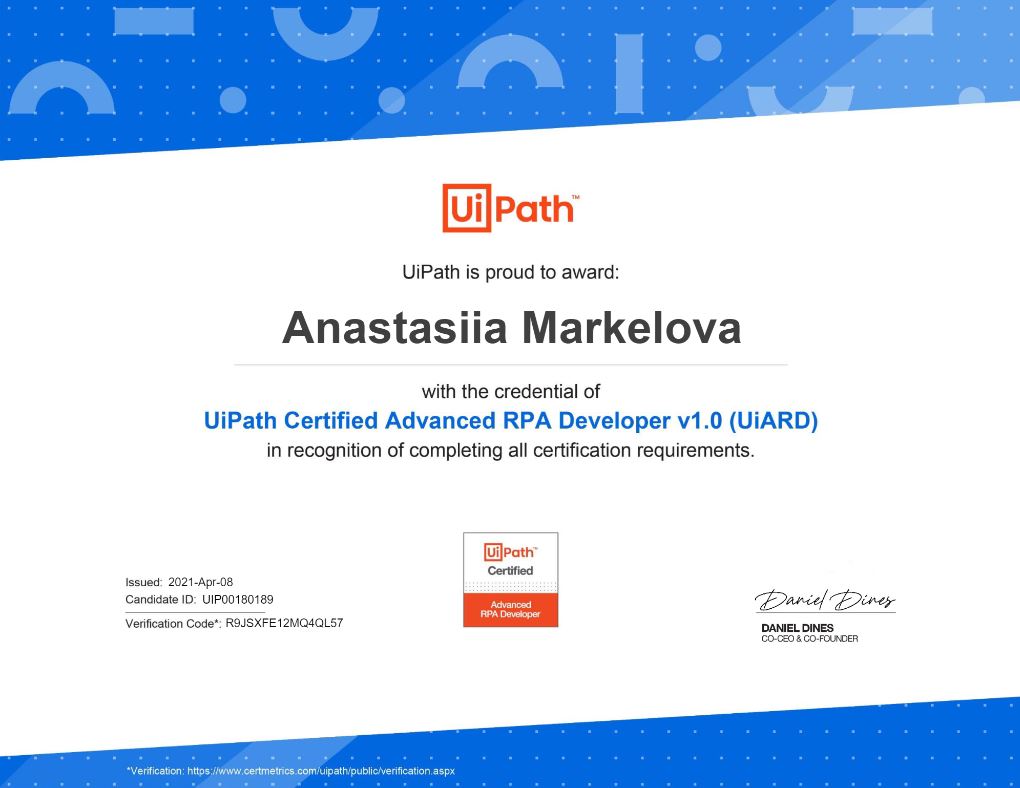 UiPath™
UiPath is proud to award:
Anastasiia Markelova
with the credential of
UiPath Certified Advanced RPA Developer v1.0 (UiARD)
in recognition of completing all certification requirements.
UiPath™
Certified
Advanced
RPA Developer
Issued: 2021-Apr-08
Candidate ID: UIP00180189
Verification Code*: R9JSXFE12MQ4QL57
Daniel Dines
DANIEL DINES
CO-CEO & CO-FOUNDER
*Verification: https://www.certmetrics.com/uipath/public/verification.aspx